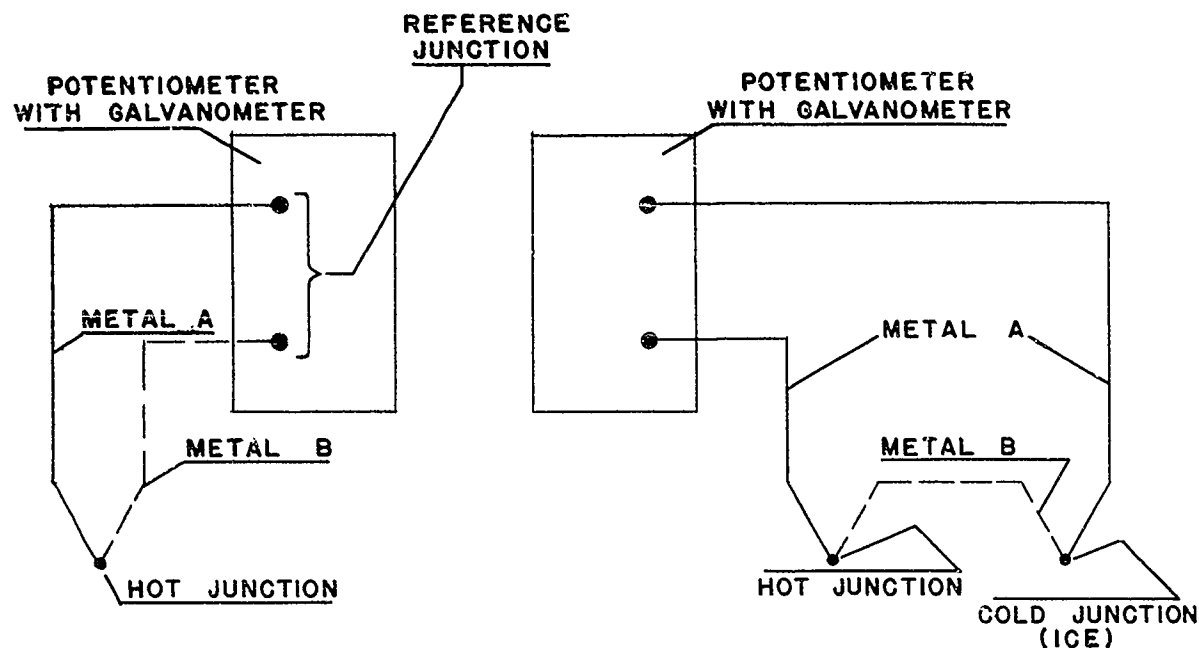 REFERENCE
JUNCTION
POTENTIOMETER
WITH GALVANOMETER
POTENTIOMETER
WITH GALVANOMETER
METAL A
METAL A
METAL B
METAL B
HOT JUNCTION
HOT JUNCTION
COLD JUNCTION
(ICE)